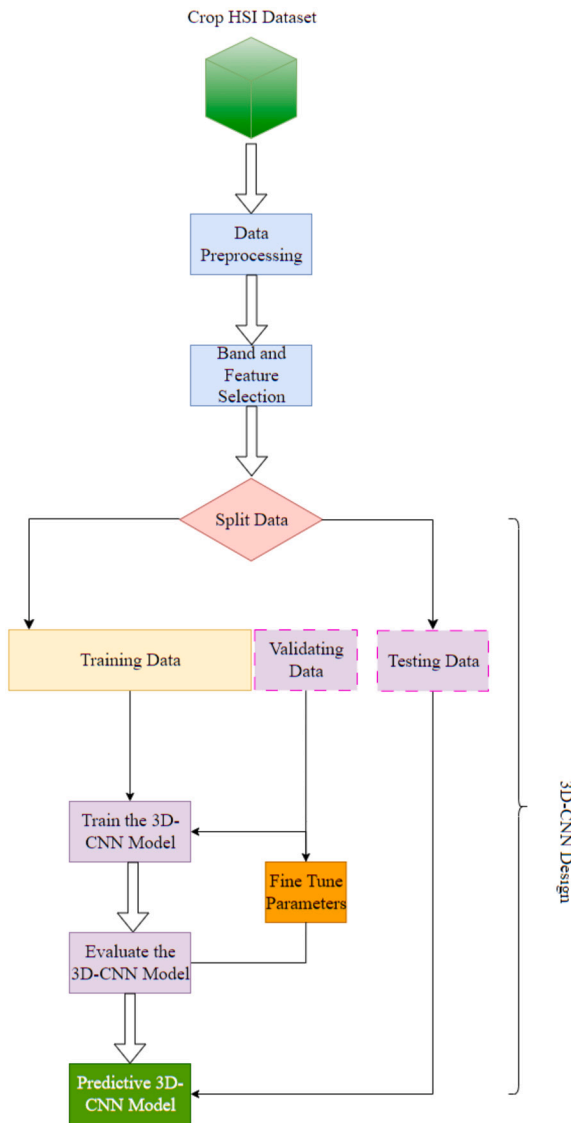 Crop HSI Dataset
Data
Preprocessing
Band and
Feature
Selection
Split Data
Training Data
Validating
Data
Testing Data
Train the 3D-
CNN Model
Fine Tune
Parameters
Evaluate the
3D-CNN Model
Predictive 3D-
CNN Model
3D-CNN Design